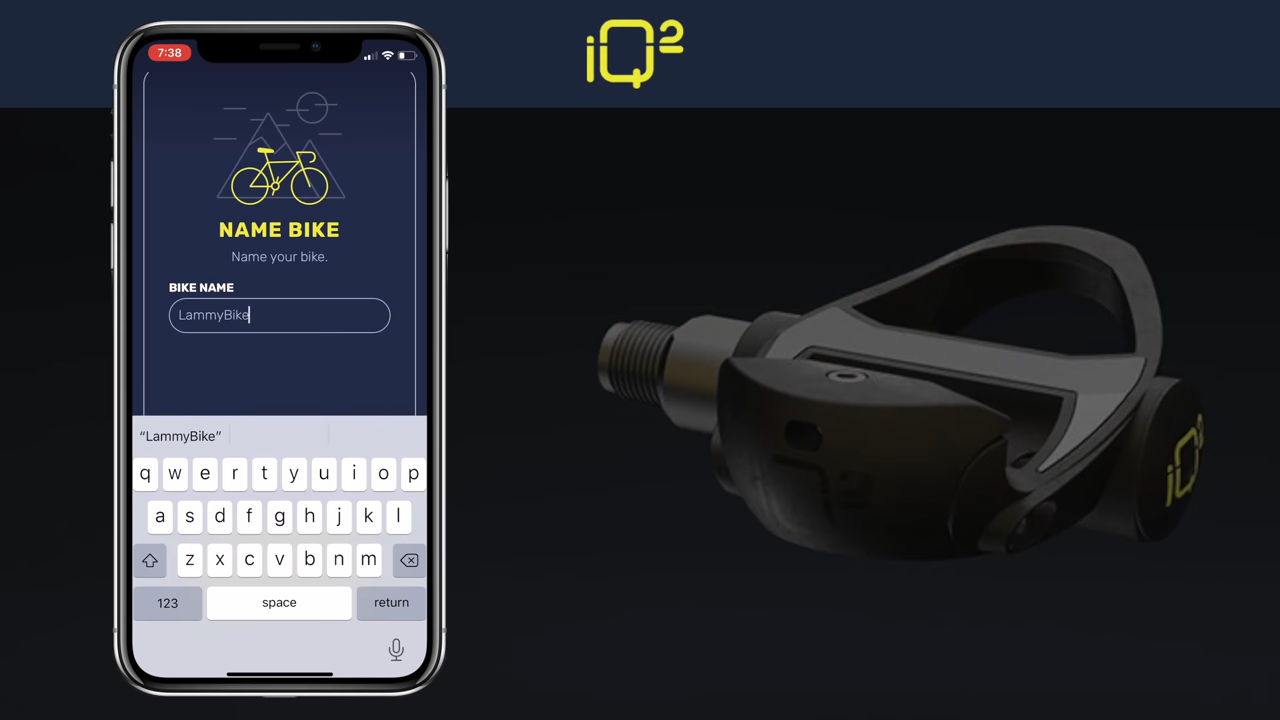 7:38
iQ²
NAME BIKE
Name your bike.
BIKE NAME
LammyBike
“LammyBike”
q w e r t y u i o p
a s d f g h j k l
z x c v b n m
123 space return
iQ²